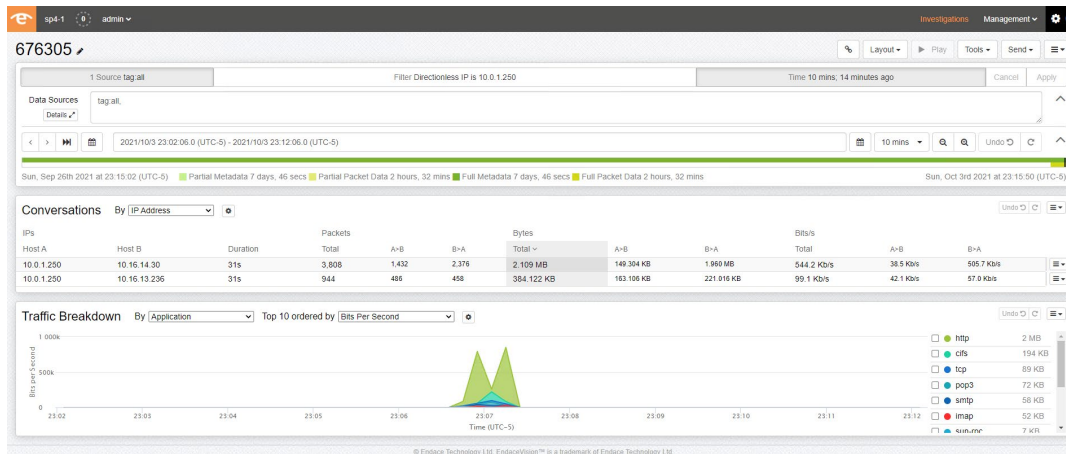 sp4-1 0 admin Investigations Management
676305 Layout Play Tools Send
1 Source tag:all Filter Directionless IP is 10.0.1.250 Time 10 mins; 14 minutes ago Cancel Apply
Data Sources tag:all,
Details
2021/10/3 23:02:06.0 (UTC-5) - 2021/10/3 23:12:06.0 (UTC-5) 10 mins Undo
Sun, Sep 26th 2021 at 23:15:02 (UTC-5) Partial Metadata 7 days, 46 secs Partial Packet Data 2 hours, 32 mins Full Metadata 7 days, 46 secs Full Packet Data 2 hours, 32 mins Sun, Oct 3rd 2021 at 23:15:50 (UTC-5)
Conversations By IP Address Undo
IPs Packets Bytes Bits/s
Host A Host B Duration Total A>B B>A Total A>B B>A Total A>B B>A
10.0.1.250 10.16.14.30 31s 3,808 1,432 2,376 2.109 MB 149.304 KB 1.960 MB 544.2 Kb/s 38.5 Kb/s 505.7 Kb/s
10.0.1.250 10.16.13.236 31s 944 486 458 384.122 KB 163.106 KB 221.016 KB 99.1 Kb/s 42.1 Kb/s 57.0 Kb/s
Traffic Breakdown By Application Top 10 ordered by Bits Per Second Undo
1 000k
500k
0
Bits per Second
23:02 23:03 23:04 23:05 23:06 23:07 23:08 23:09 23:10 23:11 23:12
Time (UTC-5)
http 2 MB
cifs 194 KB
tcp 89 KB
pop3 72 KB
smtp 58 KB
imap 52 KB
sun-rpc 7 KB
© Endace Technology Ltd. EndaceVision™ is a trademark of Endace Technology Ltd